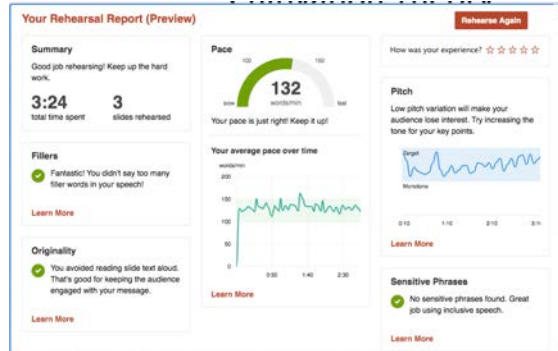 Your Rehearsal Report (Preview)
Rehearse Again
Summary
Good job rehearsing! Keep up the hard
work.
3:24
total time spent
3
slides rehearsed
Fillers
Fantastic! You didn't say too many
filler words in your speech!
Learn More
Originality
You avoided reading slide text aloud.
That's good for keeping the audience
engaged with your message.
Learn More
Pace
100
150
slow
fast
132
words/min
Your pace is just right! Keep it up!
Your average pace over time
words/min
200
150
100
50
0
0:50
1:40
2:30
Learn More
How was your experience?
Pitch
Low pitch variation will make your
audience lose interest. Try increasing the
tone for your key points.
Target
Monotone
0:10
1:10
2:10
Learn More
Sensitive Phrases
No sensitive phrases found. Great
job using inclusive speech.
Learn More